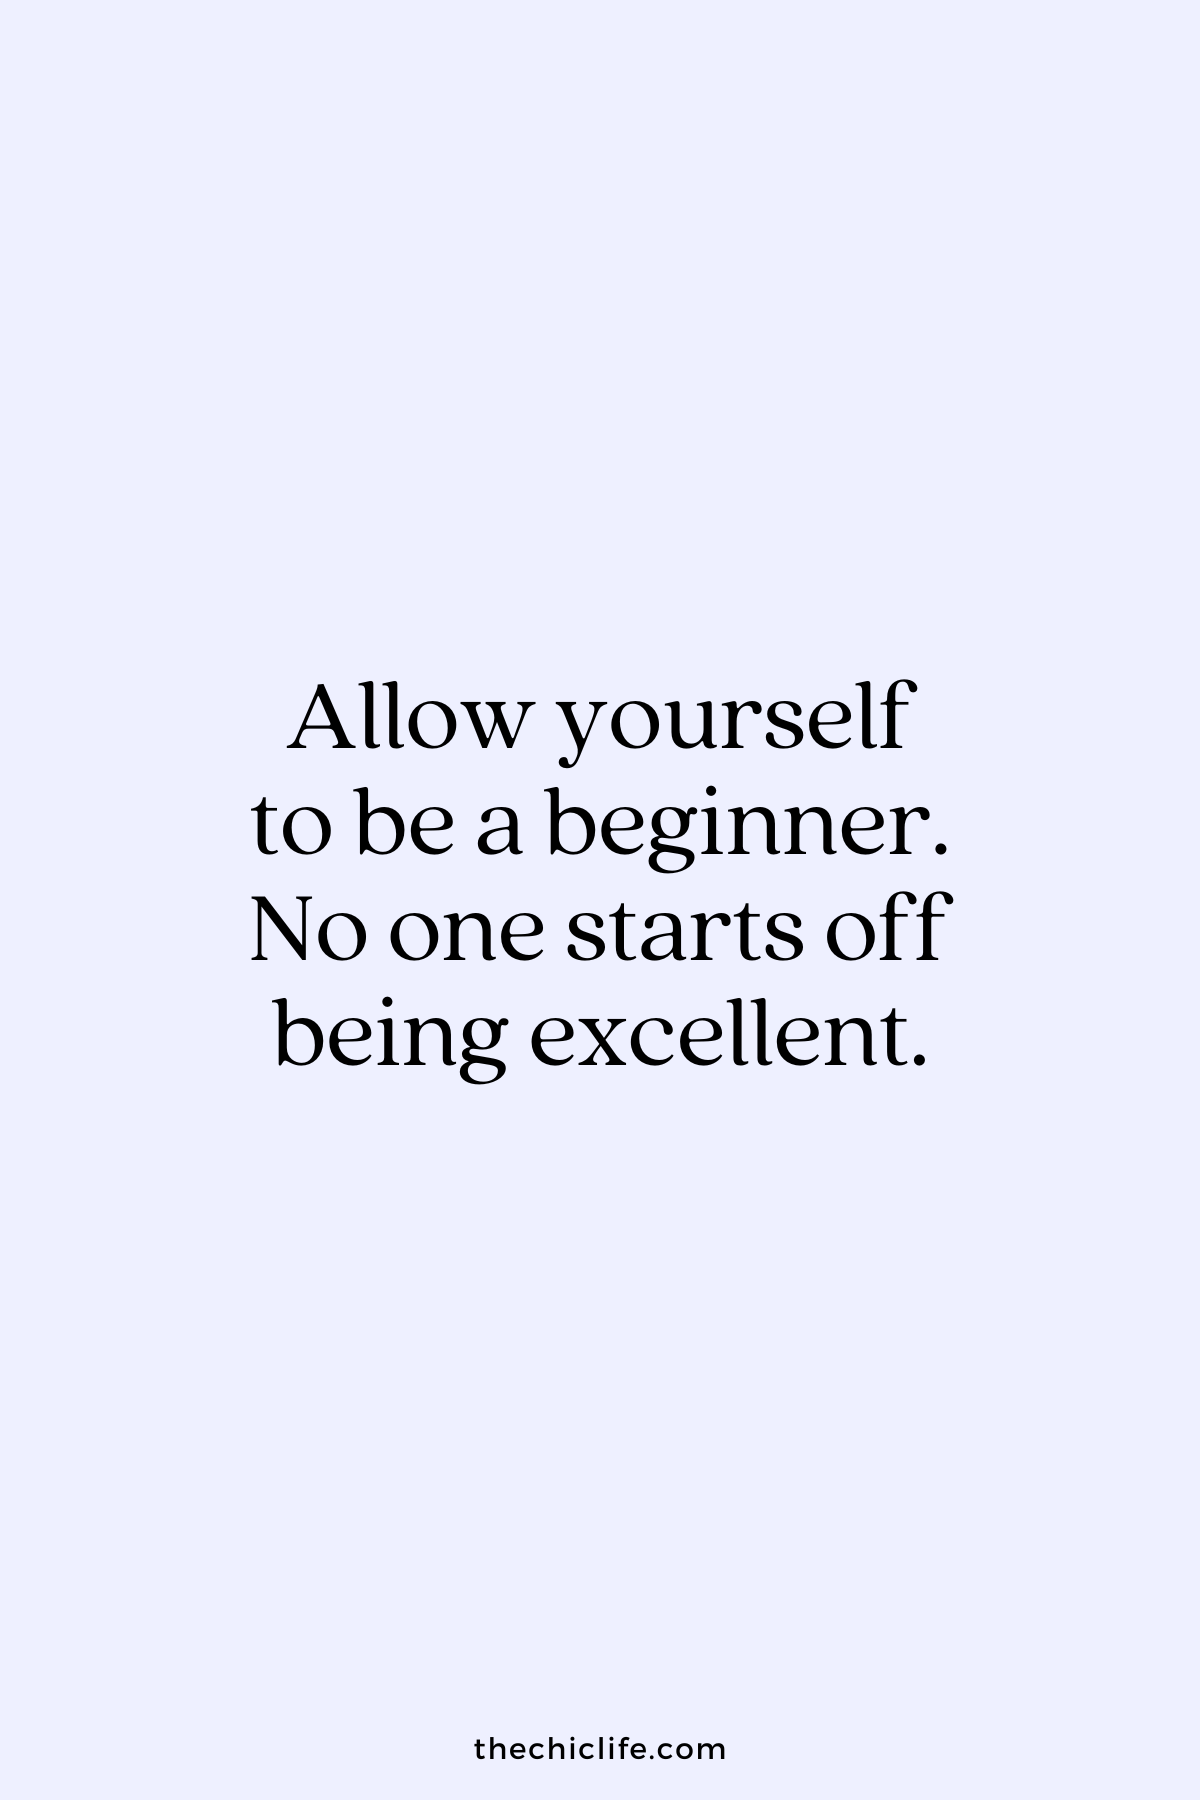 Allow yourself
to be a beginner.
No one starts off
being excellent.
thechiclife.com